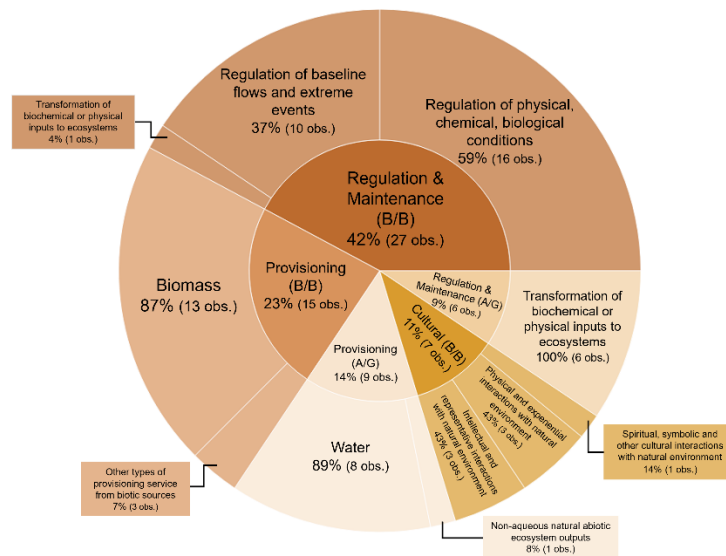 Regulation of baseline
flows and extreme
events
37% (10 obs.)
Regulation of physical,
chemical, biological
conditions
59% (16 obs.)
Transformation of
biochemical or physical
inputs to ecosystems
4% (1 obs.)
Regulation &
Maintenance
(B/B)
42% (27 obs.)
Biomass
87% (13 obs.)
Provisioning
(B/B)
23% (15 obs.)
Regulation &
Maintenance (A/G)
9% (6 obs.)
Transformation of
biochemical or
physical inputs to
ecosystems
100% (6 obs.)
Cultural (B/B)
11% (7 obs.)
Provisioning
(A/G)
14% (9 obs.)
Physical and experiential
interactions with natural
environment
43% (3 obs.)
Intellectual and
representative interactions
with natural environment
43% (3 obs.)
Spiritual, symbolic and
other cultural interactions
with natural environment
14% (1 obs.)
Water
89% (8 obs.)
Other types of
provisioning service
from biotic sources
7% (3 obs.)
Non-aqueous natural abiotic
ecosystem outputs
8% (1 obs.)